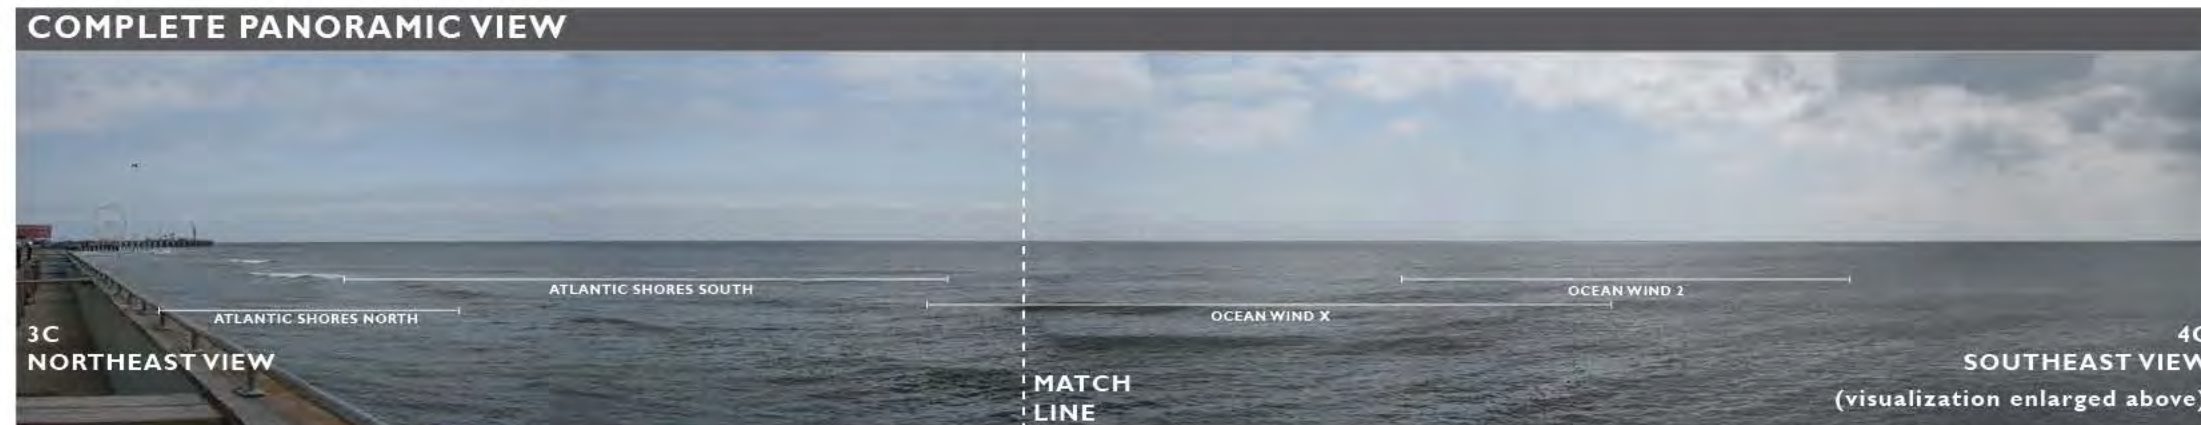 COMPLETE PANORAMIC VIEW
ATLANTIC SHORES SOUTH
OCEAN WIND 2
ATLANTIC SHORES NORTH
OCEAN WIND X
3C
NORTHEAST VIEW
MATCH
LINE
4C
SOUTHEAST VIEW
(visualization enlarged above)